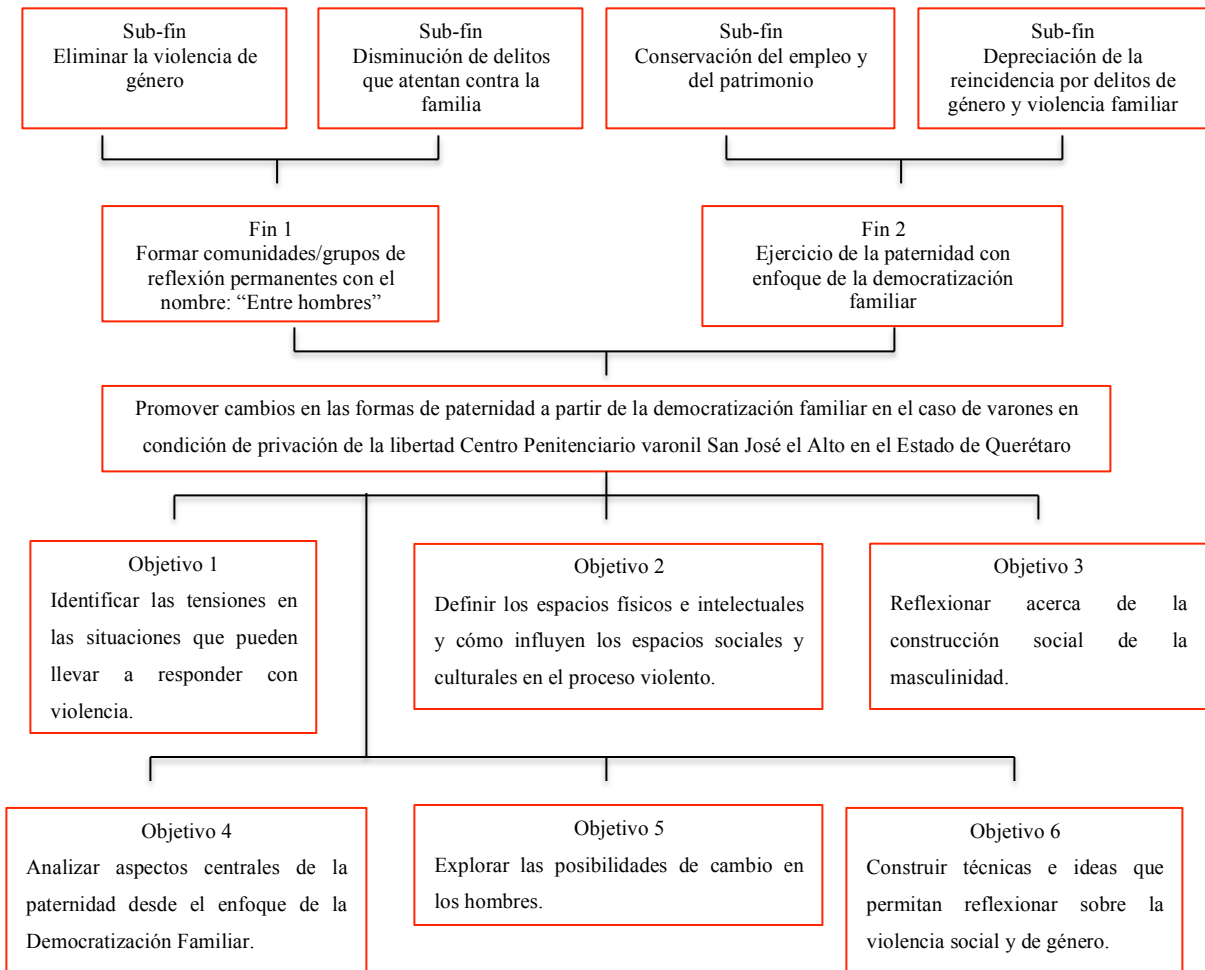 Sub-fin
Eliminar la violencia de
género
Sub-fin
Disminución de delitos
que atentan contra la
familia
Sub-fin
Conservación del empleo y
del patrimonio
Sub-fin
Depreciación de la
reincidencia por delitos de
género y violencia familiar
Fin 1
Formar comunidades/grupos de
reflexión permanentes con el
nombre: “Entre hombres”
Fin 2
Ejercicio de la paternidad con
enfoque de la democratización
familiar
Promover cambios en las formas de paternidad a partir de la democratización familiar en el caso de varones en
condición de privación de la libertad Centro Penitenciario varonil San José el Alto en el Estado de Querétaro
Objetivo 1
Identificar las tensiones en
las situaciones que pueden
llevar a responder con
violencia.
Objetivo 2
Definir los espacios físicos e intelectuales
y cómo influyen los espacios sociales y
culturales en el proceso violento.
Objetivo 3
Reflexionar acerca de la
construcción social de la
masculinidad.
Objetivo 4
Analizar aspectos centrales de la
paternidad desde el enfoque de la
Democratización Familiar.
Objetivo 5
Explorar las posibilidades de cambio en
los hombres.
Objetivo 6
Construir técnicas e ideas que
permitan reflexionar sobre la
violencia social y de género.